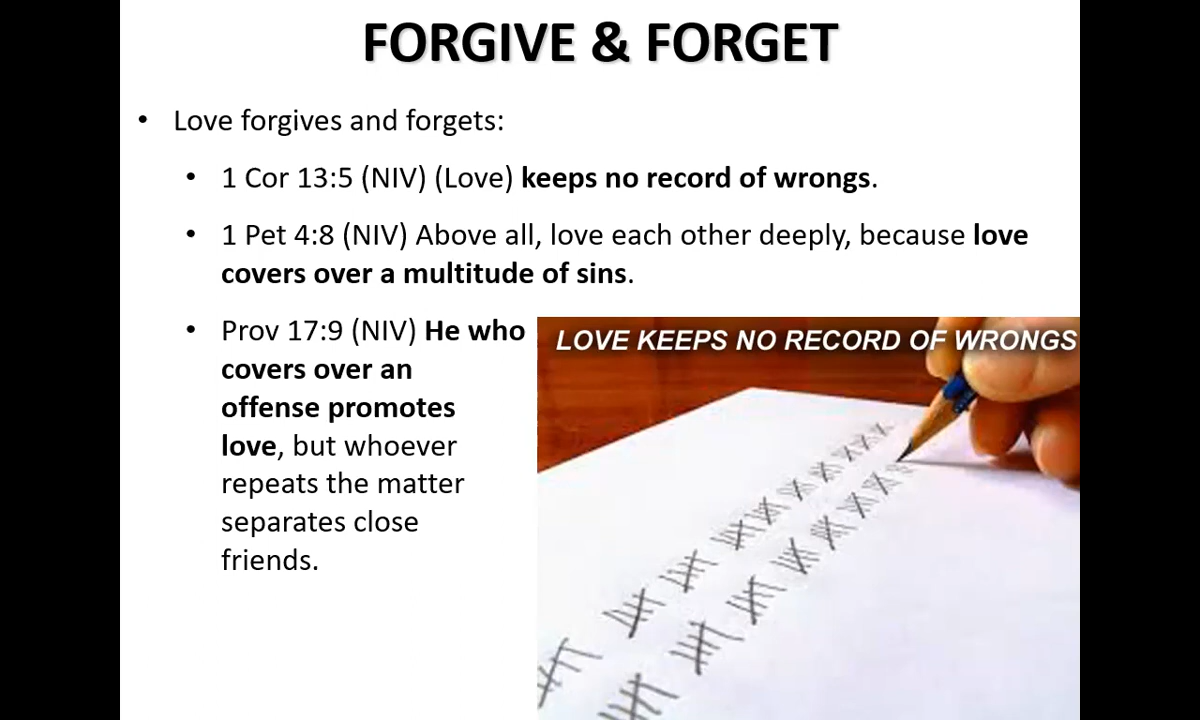 FORGIVE & FORGET
• Love forgives and forgets:
• 1 Cor 13:5 (NIV) (Love) keeps no record of wrongs.
• 1 Pet 4:8 (NIV) Above all, love each other deeply, because love
covers over a multitude of sins.
• Prov 17:9 (NIV) He who
covers over an
offense promotes
love, but whoever
repeats the matter
separates close
friends.
LOVE KEEPS NO RECORD OF WRONGS